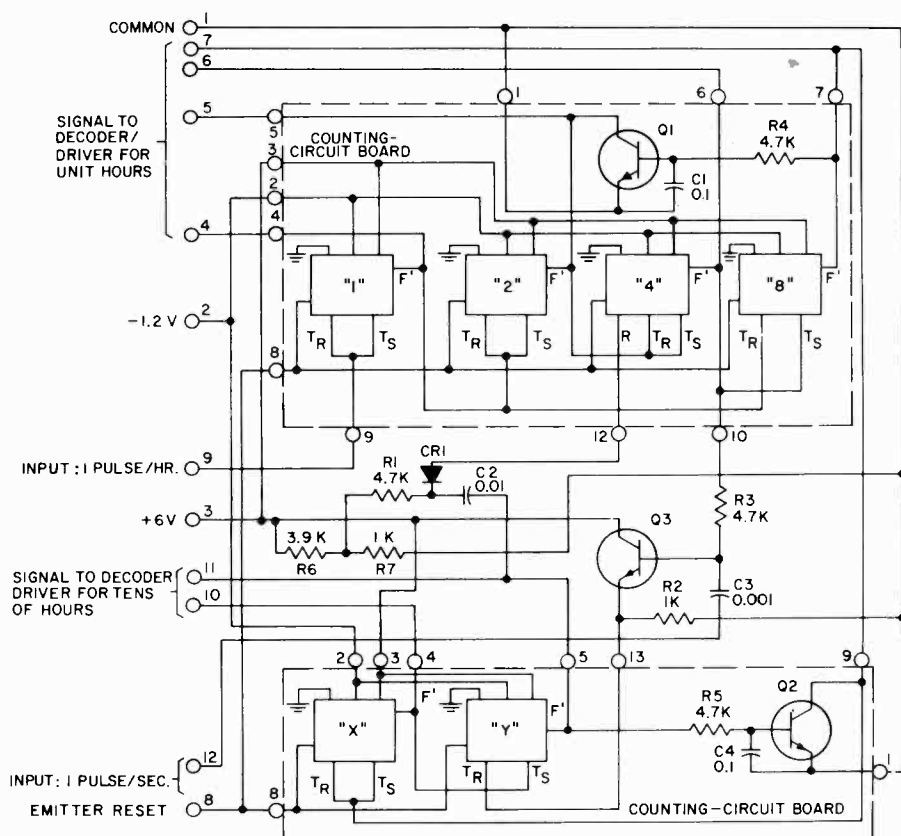 COMMON 1
7
6
SIGNAL TO
DECODER/
DRIVER FOR
UNIT HOURS
5
4
1
6
7
5
3
2
4
COUNTING-
CIRCUIT BOARD
Q1
R4
4.7K
C1
0.1
"1" F'
"2" F'
"4" F'
"8" F'
TR TS
TR TS
R TR TS
TR TS
-1.2 V 2
8
9
12
10
INPUT: 1 PULSE/HR. 9
R1
4.7K
CR1
C2
0.01
R3
4.7K
+6V 3
3.9 K
R6
1 K
R7
Q3
SIGNAL TO DECODER
DRIVER FOR TENS
OF HOURS
11
10
R2
1K
C3
0.001
2
3
4
5
13
9
"X" F'
"Y" F'
TR TS
TR TS
R5
4.7K
Q2
C4
0.1
1
12
INPUT: 1 PULSE/SEC.
EMITTER RESET 8
8
COUNTING-CIRCUIT BOARD